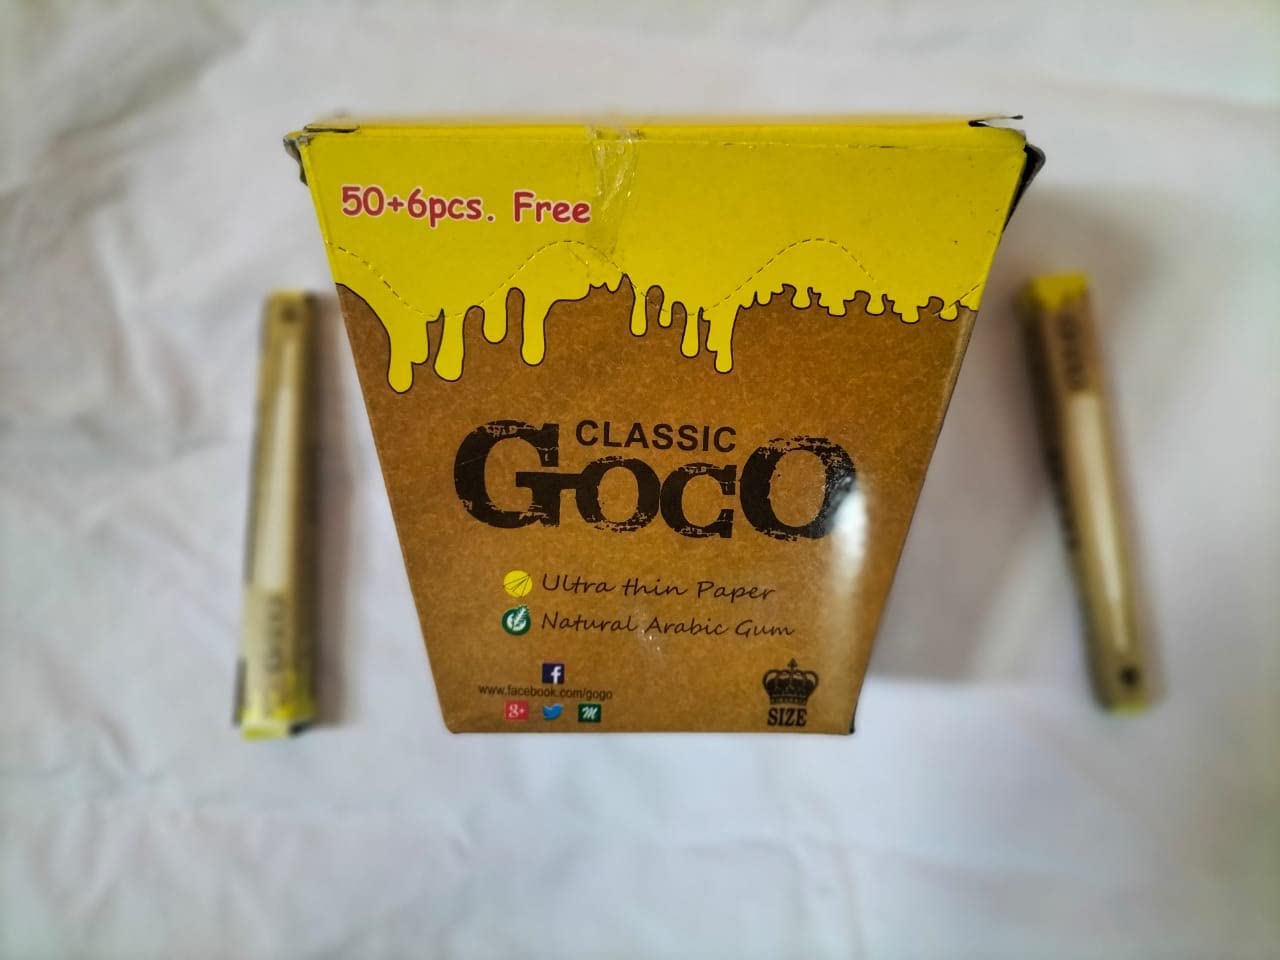 50+6pcs. Free
CLASSIC
GOCO
Ultra thin Paper
Natural Arabic Gum
f
www.facebook.com/gogo
g+
M
SIZE